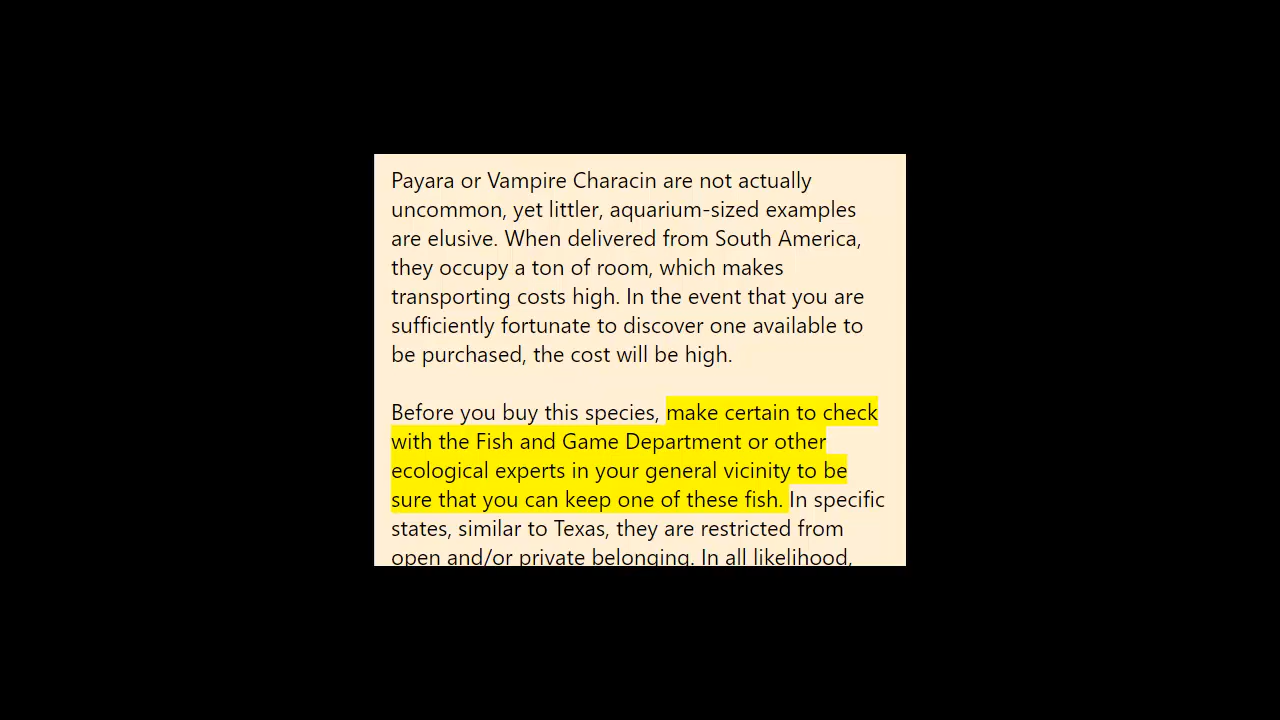 Payara or Vampire Characin are not actually
uncommon, yet littler, aquarium-sized examples
are elusive. When delivered from South America,
they occupy a ton of room, which makes
transporting costs high. In the event that you are
sufficiently fortunate to discover one available to
be purchased, the cost will be high.
Before you buy this species, make certain to check
with the Fish and Game Department or other
ecological experts in your general vicinity to be
sure that you can keep one of these fish. In specific
states, similar to Texas, they are restricted from
open and/or private belonging. In all likelihood,